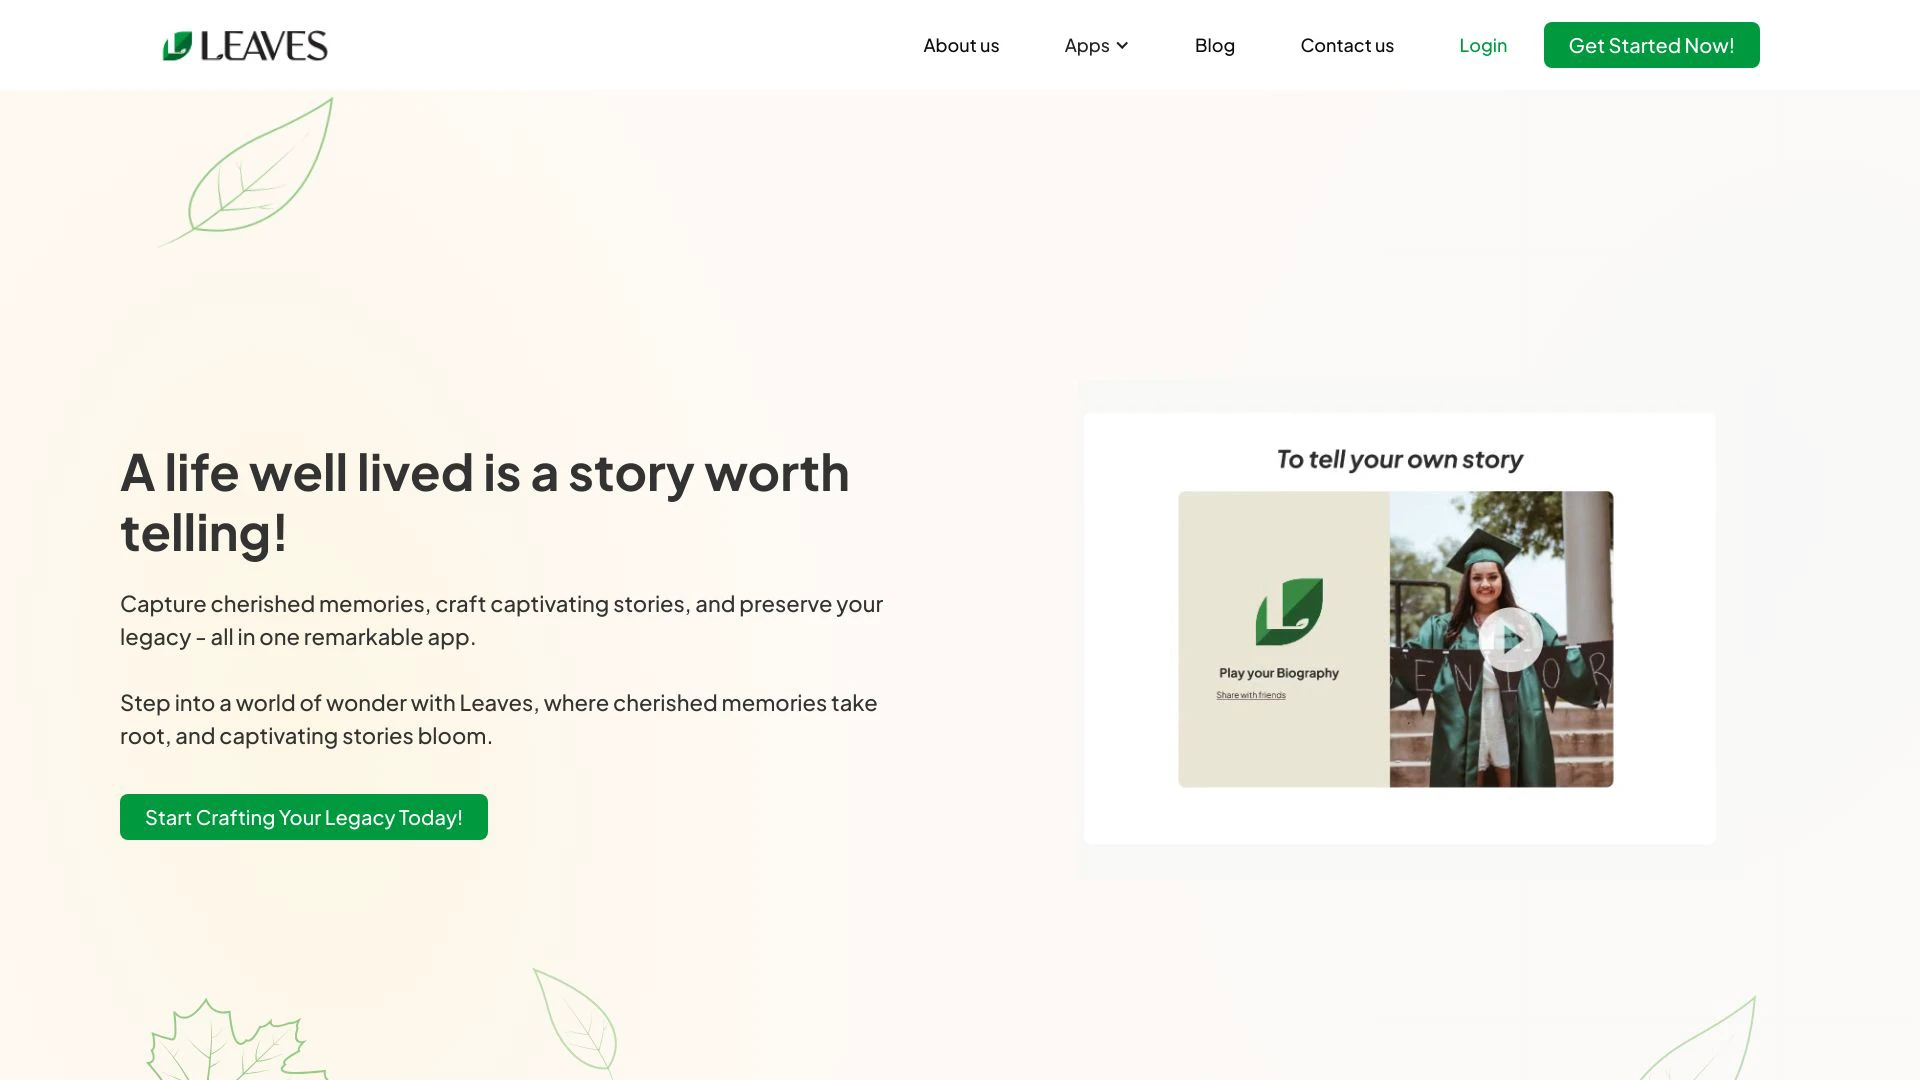 LEAVES
About us
Apps
Blog
Contact us
Login
Get Started Now!
A life well lived is a story worth
telling!
Capture cherished memories, craft captivating stories, and preserve your
legacy - all in one remarkable app.
Step into a world of wonder with Leaves, where cherished memories take
root, and captivating stories bloom.
Start Crafting Your Legacy Today!
To tell your own story
Play your Biography
Share with friends
SENIOR